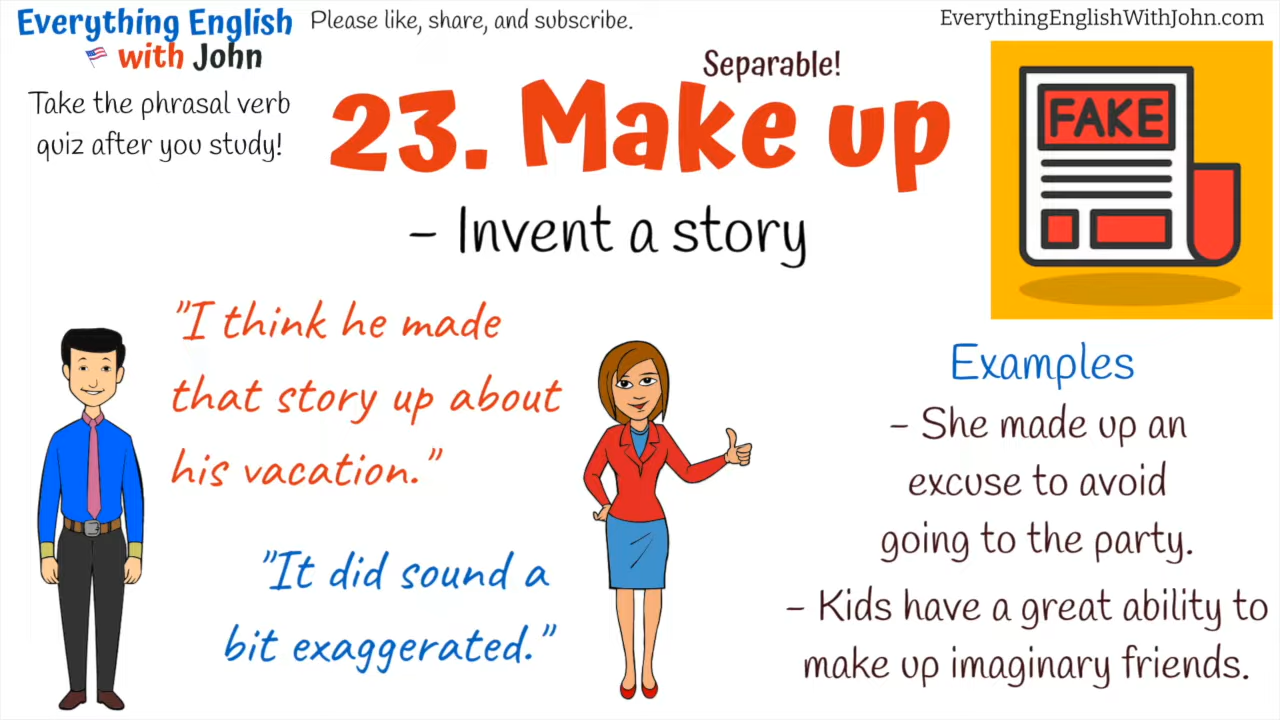 Everything English
with John
Please like, share, and subscribe.
EverythingEnglishWithJohn.com
Take the phrasal verb
quiz after you study!
Separable!
23. Make up
- Invent a story
FAKE
"I think he made
that story up about
his vacation."
"It did sound a
bit exaggerated."
Examples
- She made up an
excuse to avoid
going to the party.
- Kids have a great ability to
make up imaginary friends.